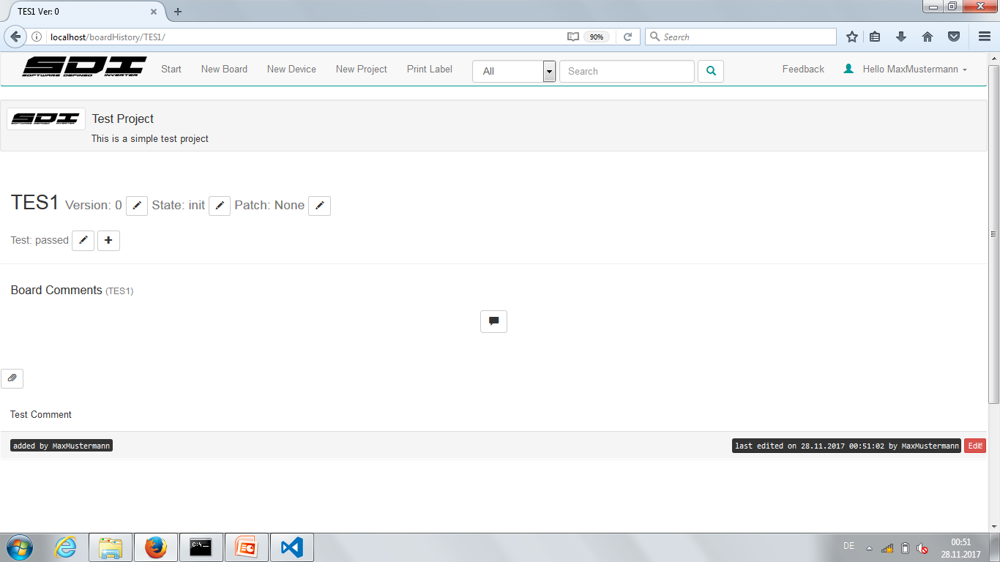 TES1 Ver: 0
localhost/boardHistory/TES1/
90%
Search
SDI
SOFTWARE DEFINED INVERTER
Start
New Board
New Device
New Project
Print Label
All
Search
Feedback
Hello MaxMustermann
SDI
SOFTWARE DEFINED INVERTER
Test Project
This is a simple test project
TES1 Version: 0 State: init Patch: None
Test: passed
Board Comments (TES1)
Test Comment
added by MaxMustermann
last edited on 28.11.2017 00:51:02 by MaxMustermann
Edit!
C:\
DE
00:51
28.11.2017